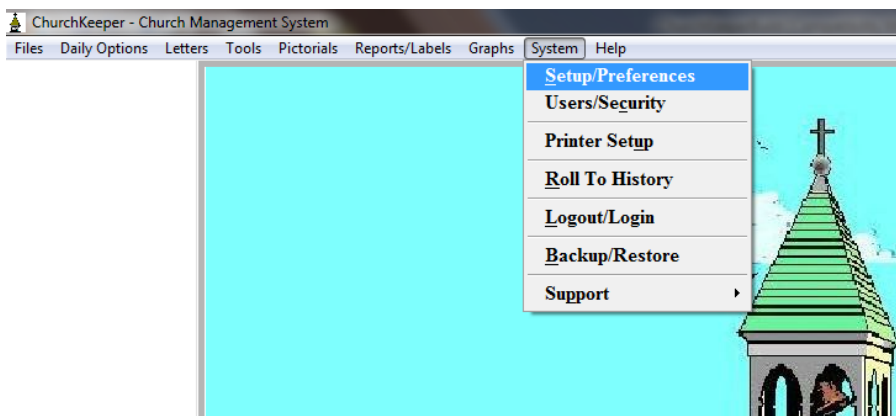 ChurchKeeper - Church Management System
Files Daily Options Letters Tools Pictorials Reports/Labels Graphs System Help
Setup/Preferences
Users/Security
Printer Setup
Roll To History
Logout/Login
Backup/Restore
Support